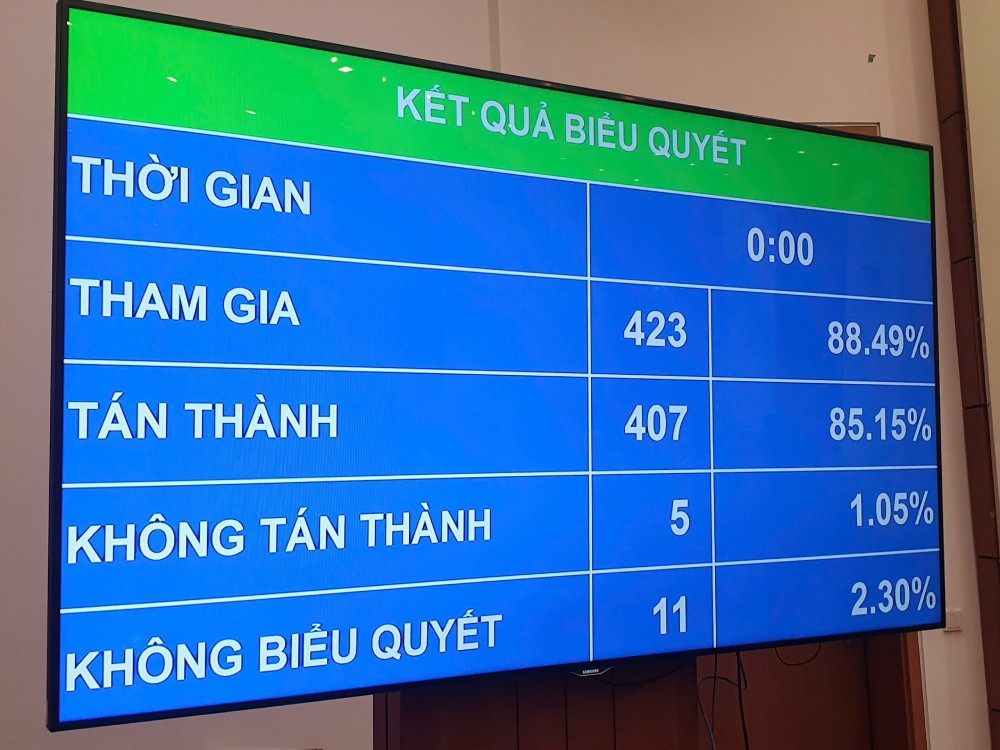 KẾT QUẢ BIỂU QUYẾT
THỜI GIAN 0:00
THAM GIA 423 88.49%
TÁN THÀNH 407 85.15%
KHÔNG TÁN THÀNH 5 1.05%
KHÔNG BIỂU QUYẾT 11 2.30%
SAMSUNG